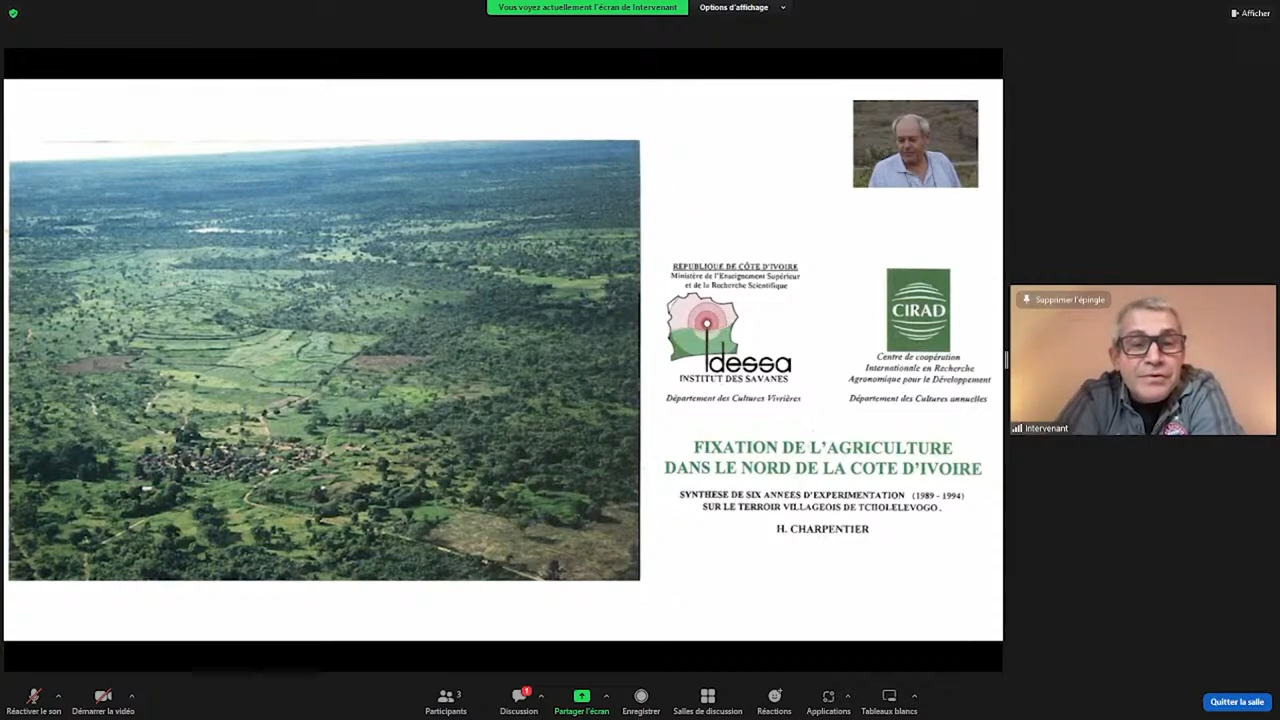 Vous voyez actuellement l'écran de Intervenant
Options d'affichage
Afficher
REPUBLIQUE DE CÔTE D'IVOIRE
Ministère de l'Enseignement Supérieur
et de la Recherche Scientifique
Idessa
INSTITUT DES SAVANES
Département des Cultures Vivrières
CIRAD
Centre de coopération
Internationale en Recherche
Agronomique pour le Développement
Département des Cultures annuelles
FIXATION DE L'AGRICULTURE
DANS LE NORD DE LA COTE D'IVOIRE
SYNTHESE DE SIX ANNEES D'EXPERIMENTATION (1989 - 1994)
SUR LE TERROIR VILLAGEOIS DE TCHOLELEVOGO.
H. CHARPENTIER
Supprimer l'épingle
Intervenant
Réactiver le son
Démarrer la vidéo
Participants
3
Discussion
1
Partager l'écran
Enregistrer
Salles de discussion
Réactions
Applications
Tableaux blancs
Quitter la salle